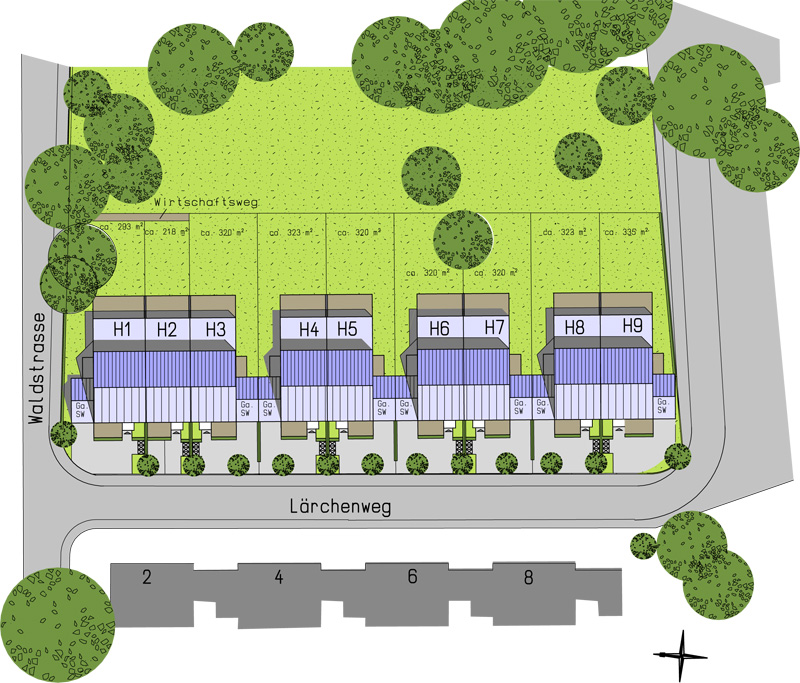 Wirtschaftsweg
ca. 293 m² ca. 218 m² ca. 320 m² ca. 323 m² ca. 320 m² ca. 323 m² ca. 335 m²
ca. 320 m² ca. 320 m²
H1 H2 H3 H4 H5 H6 H7 H8 H9
Waldstrasse
Ga. Ga. Ga. Ga. Ga. Ga. Ga. Ga.
SW SW SW SW SW SW SW SW
Lärchenweg
2 4 6 8